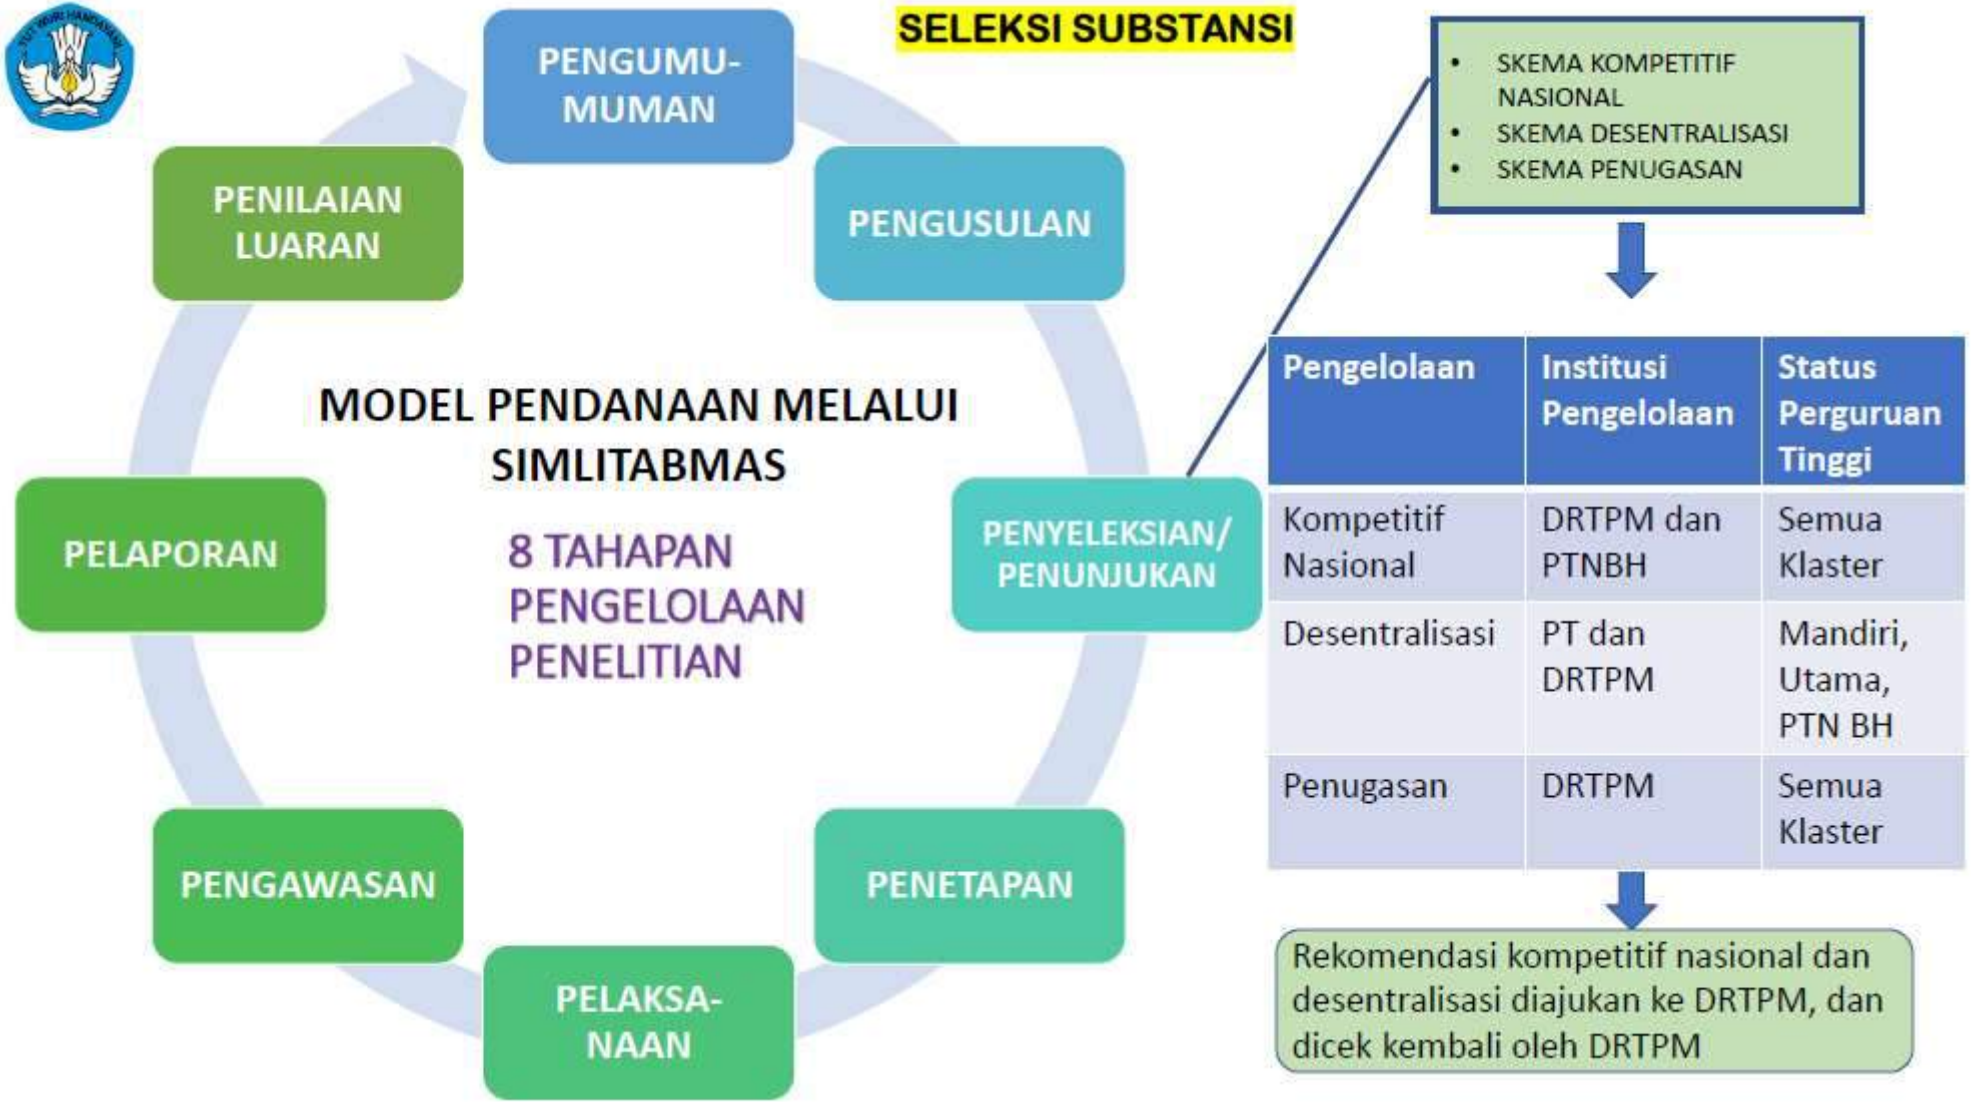 TUT WURI HANDAYANI
SELEKSI SUBSTANSI
PENGUMU-
MUMAN
PENGUSULAN
PENYELEKSIAN/
PENUNJUKAN
PENETAPAN
PELAKSA-
NAAN
PENGAWASAN
PELAPORAN
PENILAIAN
LUARAN
MODEL PENDANAAN MELALUI
SIMLITABMAS
8 TAHAPAN
PENGELOLAAN
PENELITIAN
• SKEMA KOMPETITIF
NASIONAL
• SKEMA DESENTRALISASI
• SKEMA PENUGASAN
Pengelolaan
Institusi
Pengelolaan
Status
Perguruan
Tinggi
Kompetitif
Nasional
DRTPM dan
PTNBH
Semua
Klaster
Desentralisasi
PT dan
DRTPM
Mandiri,
Utama,
PTN BH
Penugasan
DRTPM
Semua
Klaster
Rekomendasi kompetitif nasional dan
desentralisasi diajukan ke DRTPM, dan
dicek kembali oleh DRTPM